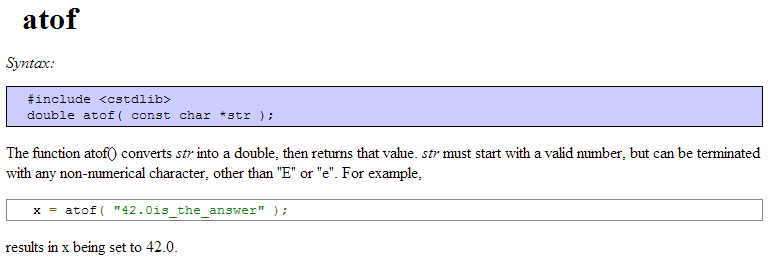 atof
Syntax:
#include <cstdlib>
double atof( const char *str );
The function atof() converts str into a double, then returns that value. str must start with a valid number, but can be terminated
with any non-numerical character, other than "E" or "e". For example,
x = atof( "42.0is_the_answer" );
results in x being set to 42.0.